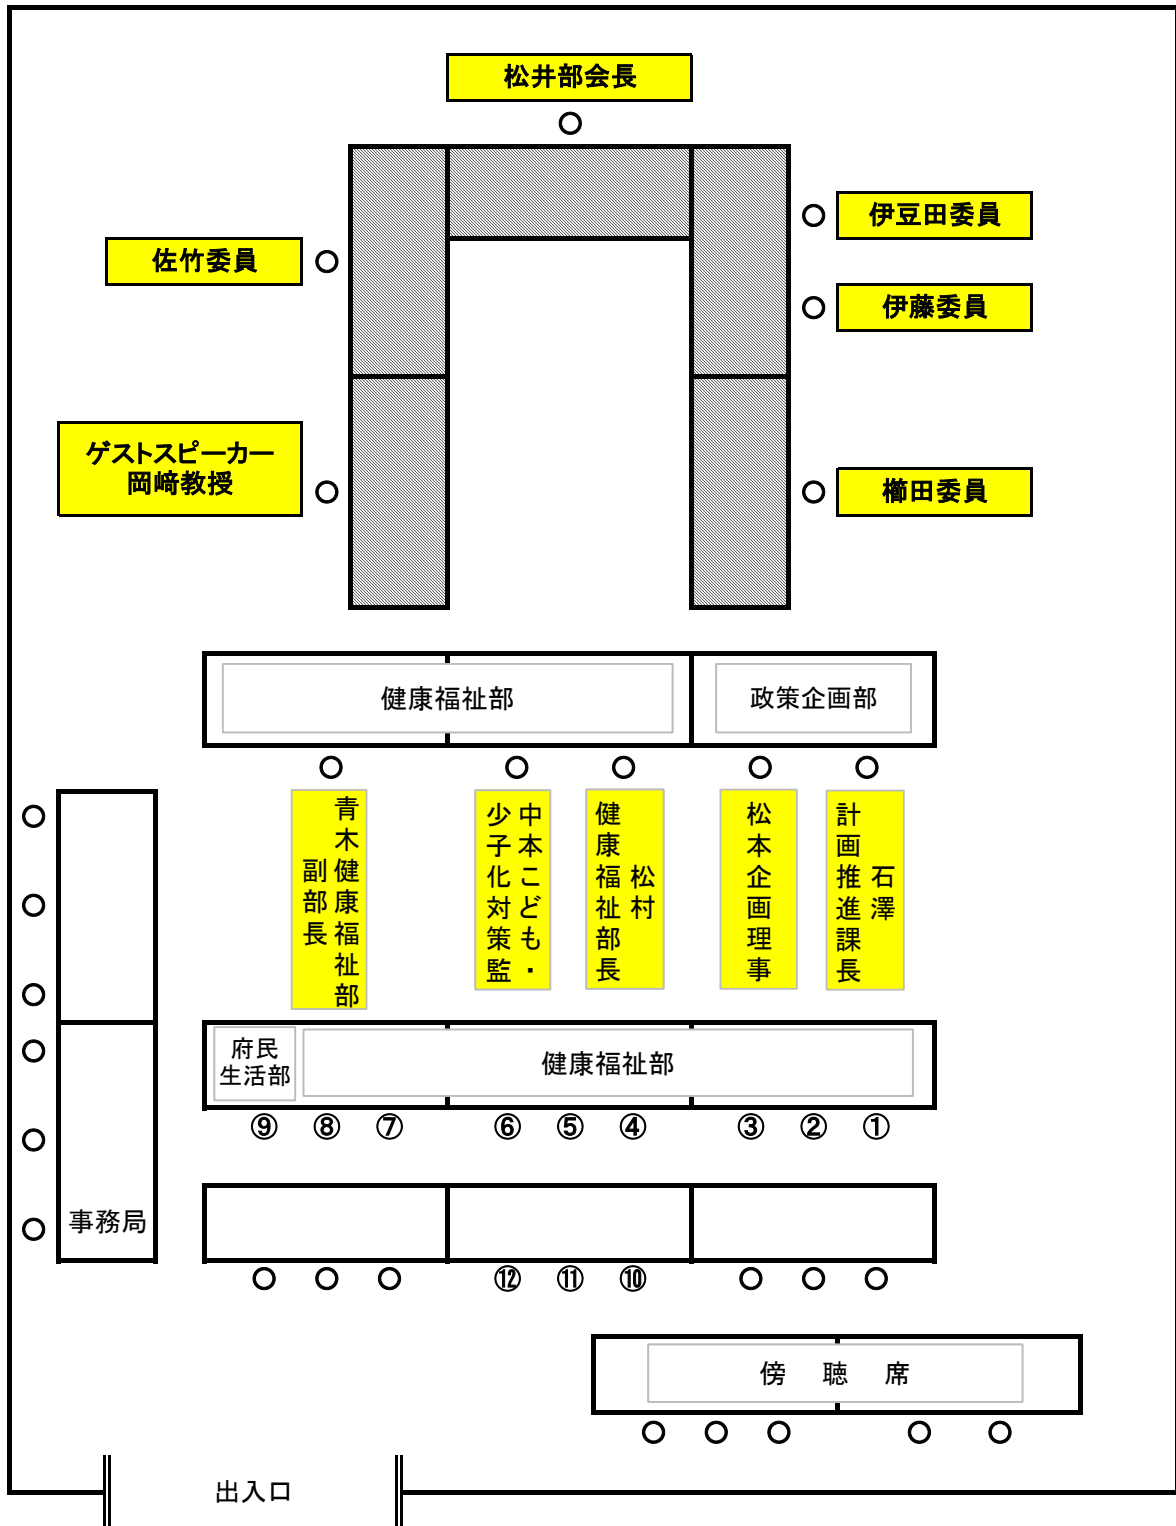 松井部会長
伊豆田委員
佐竹委員
伊藤委員
ゲストスピーカー
岡﨑教授
櫛田委員
健康福祉部
政策企画部
青木健康福祉部
副部長
中本こども・
少子化対策監
松村
健康福祉部長
松本企画理事
石澤
計画推進課長
府民
生活部
健康福祉部
⑨ ⑧ ⑦ ⑥ ⑤ ④ ③ ② ①
事務局
⑫ ⑪ ⑩
傍 聴 席
出入口